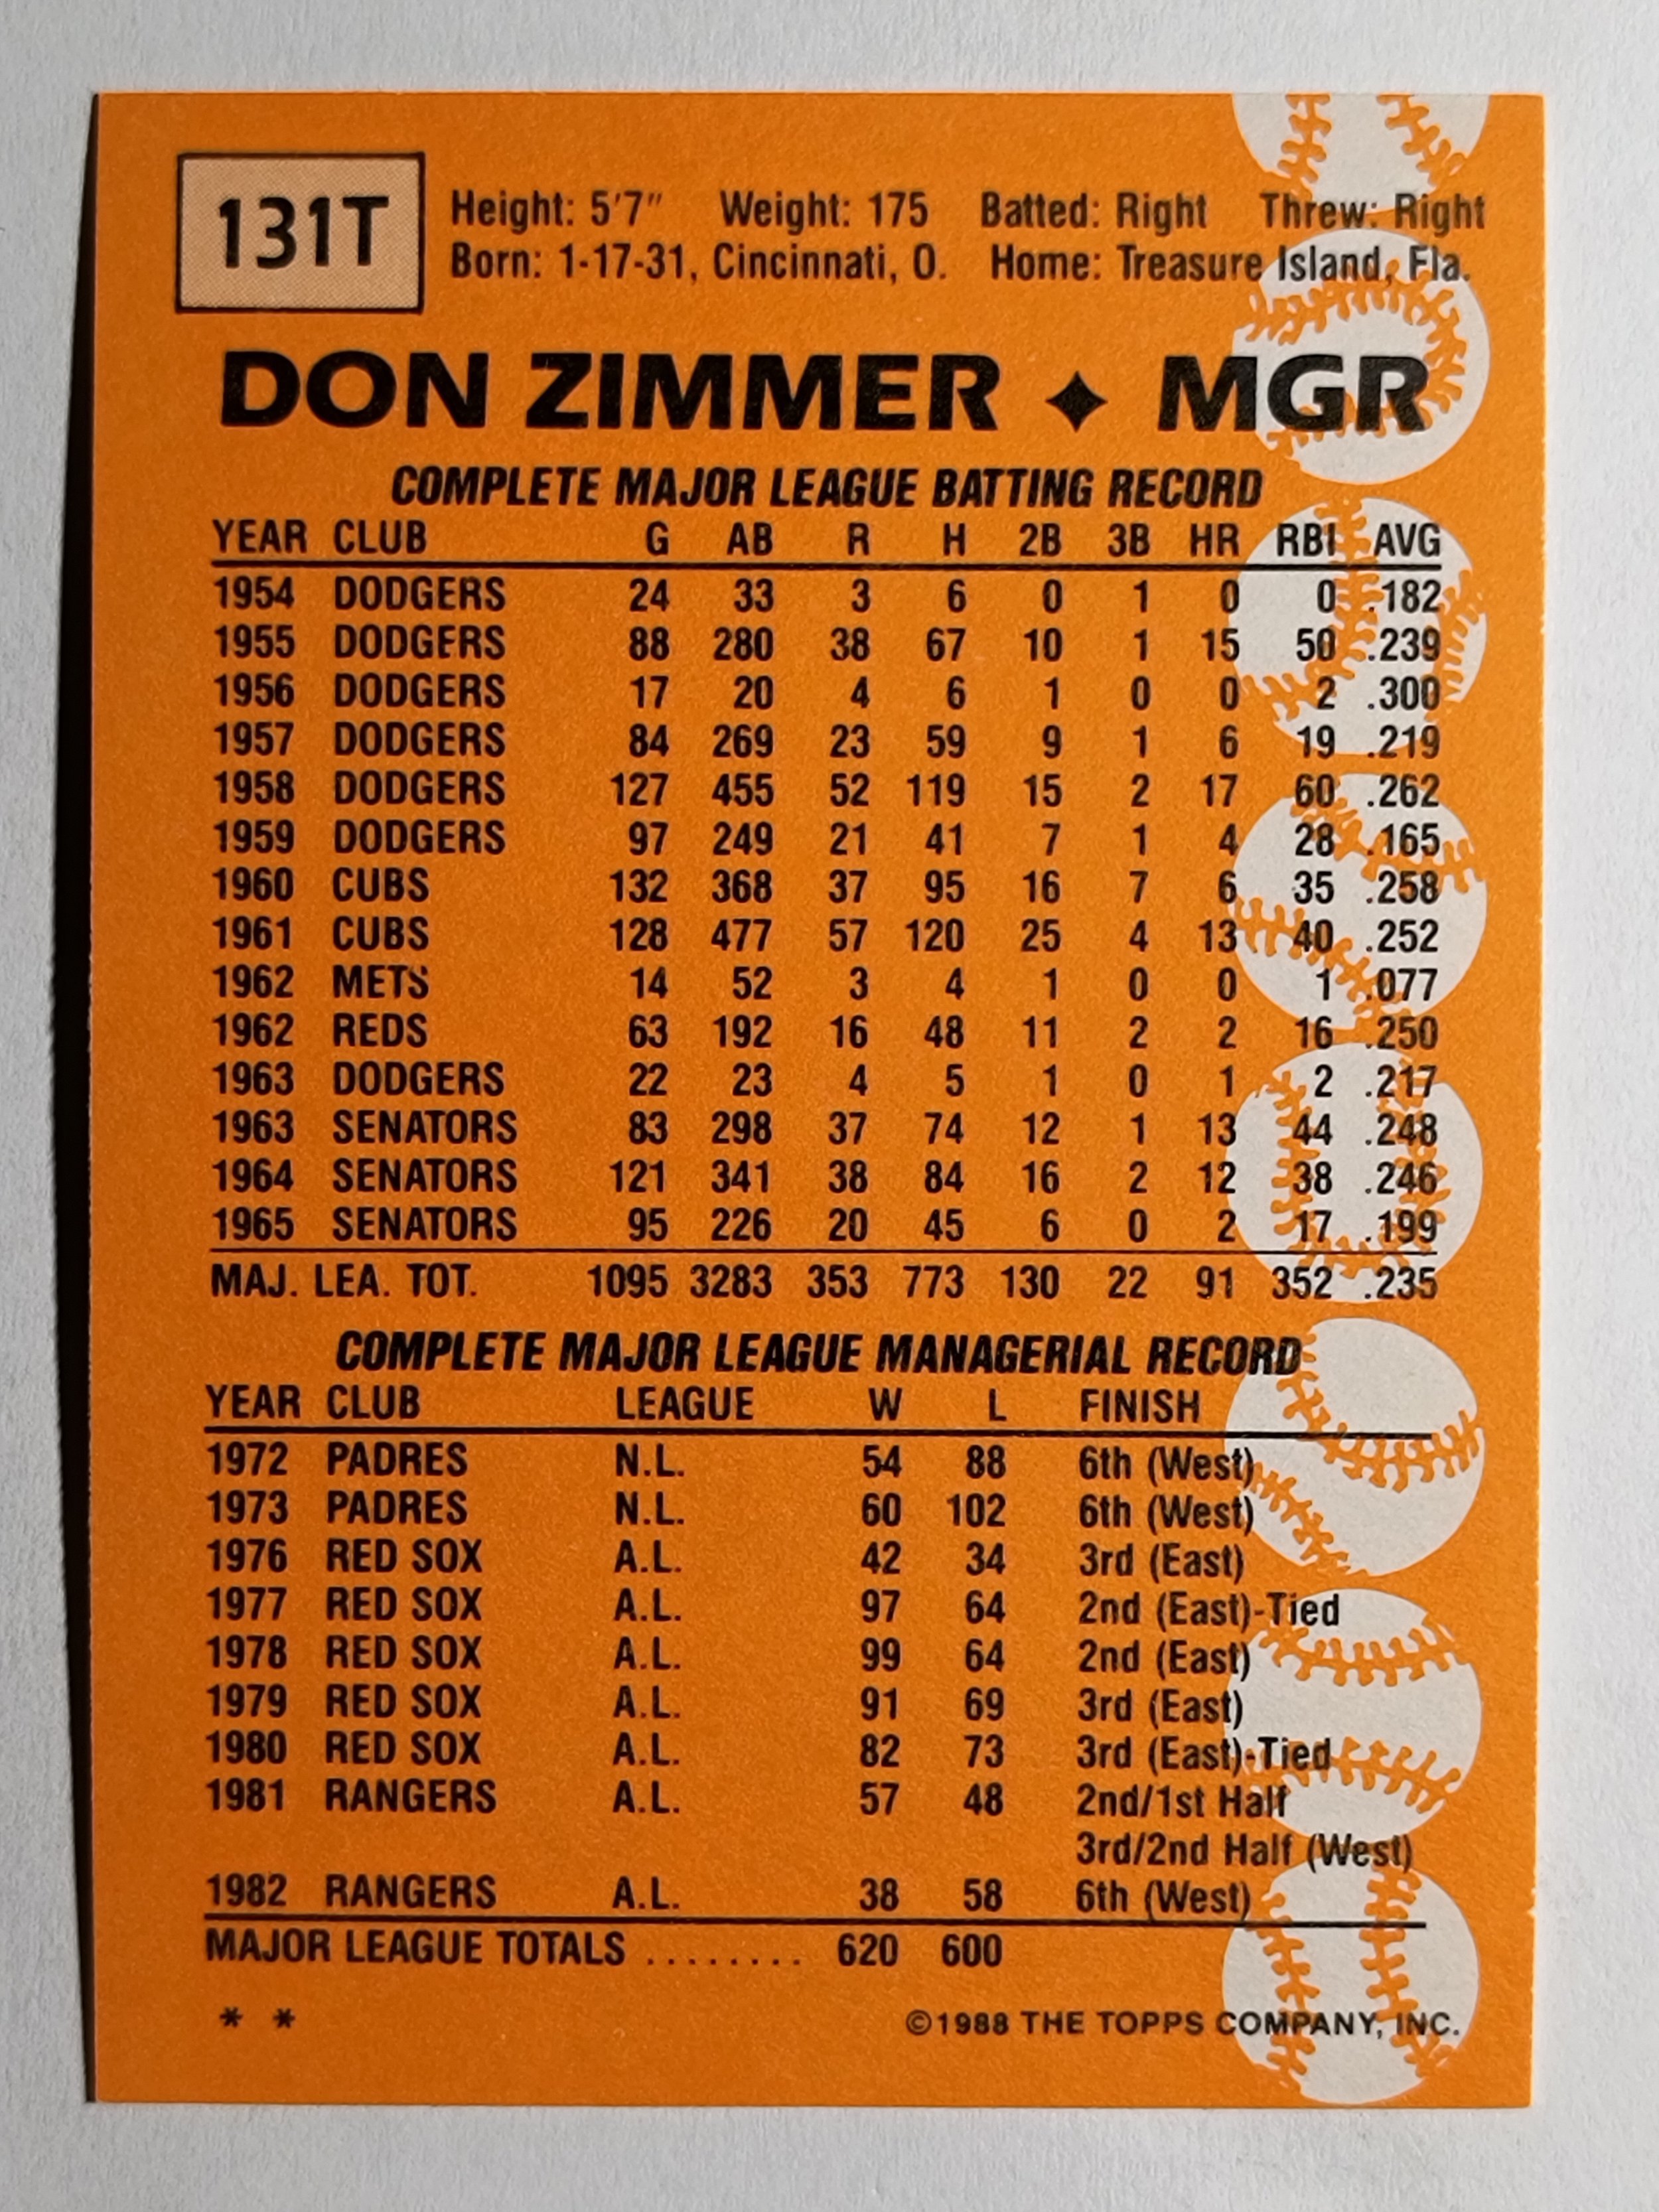 131T
Height: 5'7" Weight: 175 Batted: Right Threw: Right
Born: 1-17-31, Cincinnati, O. Home: Treasure Island, Fla.
DON ZIMMER ✦ MGR
COMPLETE MAJOR LEAGUE BATTING RECORD
YEAR CLUB G AB R H 2B 3B HR RBI AVG
1954 DODGERS 24 33 3 6 0 1 0 0 .182
1955 DODGERS 88 280 38 67 10 1 15 50 .239
1956 DODGERS 17 20 4 6 1 0 0 2 .300
1957 DODGERS 84 269 23 59 9 1 6 19 .219
1958 DODGERS 127 455 52 119 15 2 17 60 .262
1959 DODGERS 97 249 21 41 7 1 4 28 .165
1960 CUBS 132 368 37 95 16 7 6 35 .258
1961 CUBS 128 477 57 120 25 4 13 40 .252
1962 METS 14 52 3 4 1 0 0 1 .077
1962 REDS 63 192 16 48 11 2 2 16 .250
1963 DODGERS 22 23 4 5 1 0 1 2 .217
1963 SENATORS 83 298 37 74 12 1 13 44 .248
1964 SENATORS 121 341 38 84 16 2 12 38 .246
1965 SENATORS 95 226 20 45 6 0 2 17 .199
MAJ. LEA. TOT. 1095 3283 353 773 130 22 91 352 .235
COMPLETE MAJOR LEAGUE MANAGERIAL RECORD
YEAR CLUB LEAGUE W L FINISH
1972 PADRES N.L. 54 88 6th (West)
1973 PADRES N.L. 60 102 6th (West)
1976 RED SOX A.L. 42 34 3rd (East)
1977 RED SOX A.L. 97 64 2nd (East)-Tied
1978 RED SOX A.L. 99 64 2nd (East)
1979 RED SOX A.L. 91 69 3rd (East)
1980 RED SOX A.L. 82 73 3rd (East)-Tied
1981 RANGERS A.L. 57 48 2nd/1st Half
3rd/2nd Half (West)
1982 RANGERS A.L. 38 58 6th (West)
MAJOR LEAGUE TOTALS ........ 620 600
* * ©1988 THE TOPPS COMPANY, INC.